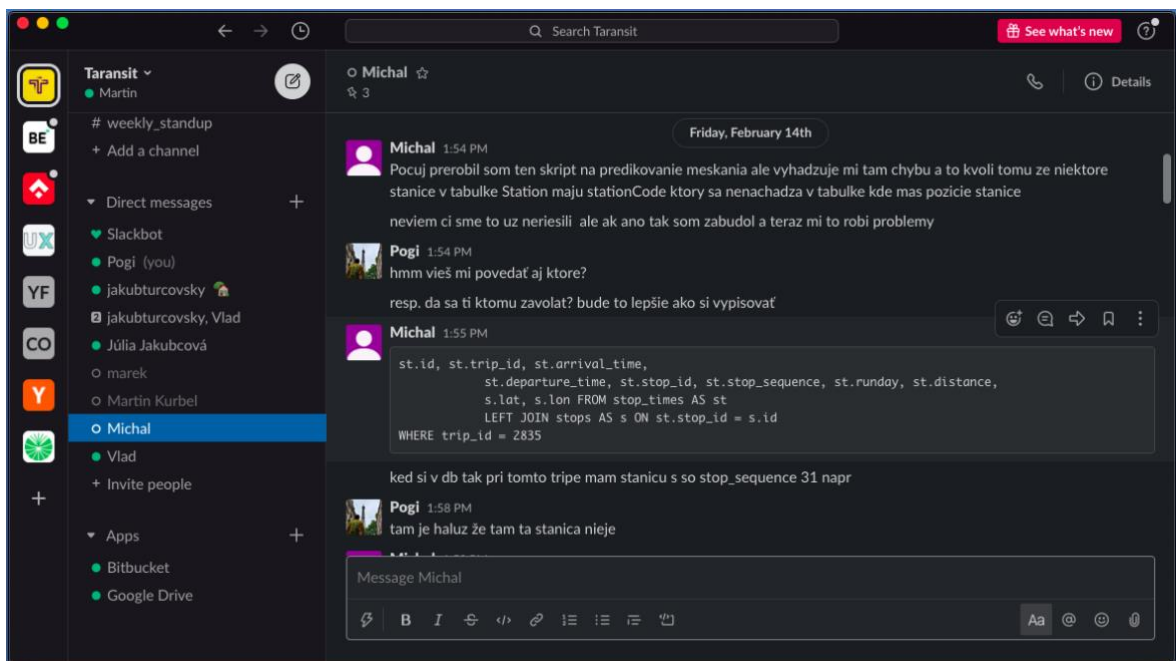 Search Taransit
See what's new
?
Taransit
Martin
# weekly_standup
+ Add a channel
Direct messages
Slackbot
Pogi (you)
jakubturcovsky
2 jakubturcovsky, Vlad
Júlia Jakubcová
marek
Martin Kurbel
Michal
Vlad
+ Invite people
Apps
Bitbucket
Google Drive
BE
UX
YF
CO
Y
Michal
3
Details
Friday, February 14th
Michal 1:54 PM
Pocuj prerobil som ten skript na predikovanie meskania ale vyhadzuje mi tam chybu a to kvoli tomu ze niektore
stanice v tabulke Station maju stationCode ktory sa nenachadza v tabulke kde mas pozicie stanice
neviem ci sme to uz neriesili ale ak ano tak som zabudol a teraz mi to robi problemy
Pogi 1:54 PM
hmm vieš mi povedať aj ktore?
resp. da sa ti ktomu zavolat? bude to lepšie ako si vypisovať
Michal 1:55 PM
st.id, st.trip_id, st.arrival_time,
st.departure_time, st.stop_id, st.stop_sequence, st.runday, st.distance,
s.lat, s.lon FROM stop_times AS st
LEFT JOIN stops AS s ON st.stop_id = s.id
WHERE trip_id = 2835
ked si v db tak pri tomto tripe mam stanicu s so stop_sequence 31 napr
Pogi 1:58 PM
tam je haluz že tam ta stanica nieje
Message Michal
B I S </> Aa @